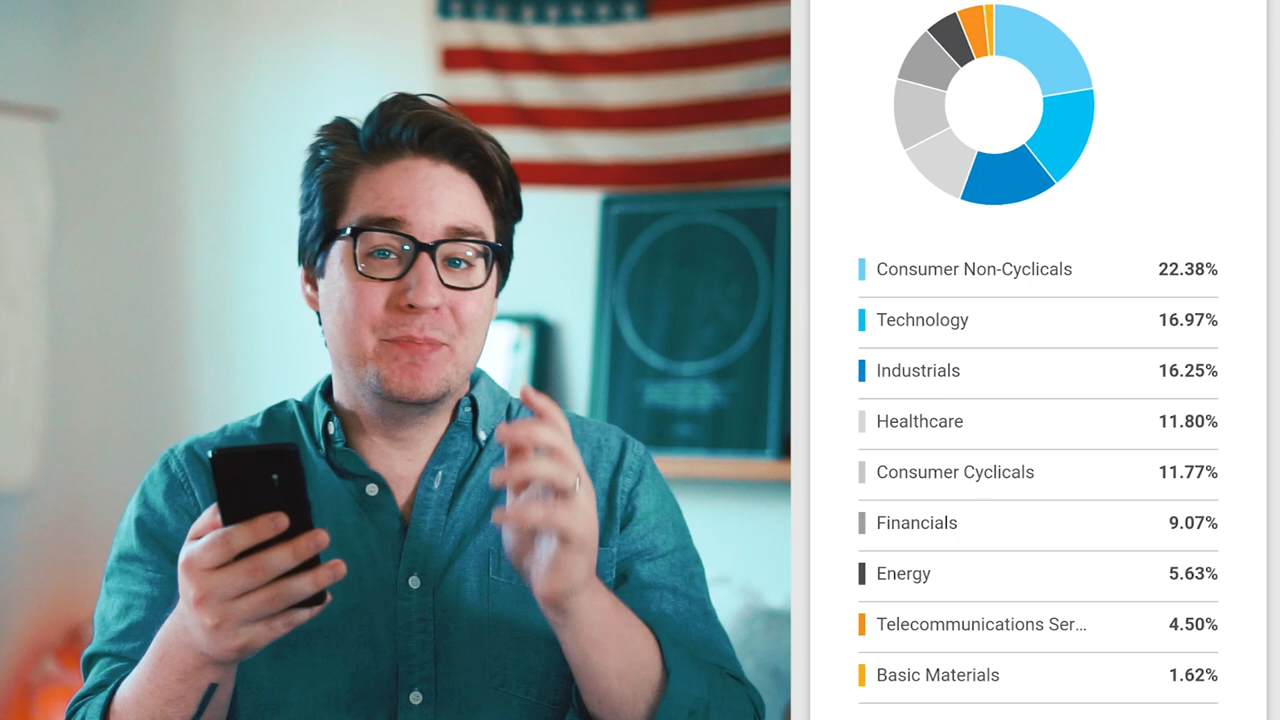 Consumer Non-Cyclicals 22.38%
Technology 16.97%
Industrials 16.25%
Healthcare 11.80%
Consumer Cyclicals 11.77%
Financials 9.07%
Energy 5.63%
Telecommunications Ser... 4.50%
Basic Materials 1.62%